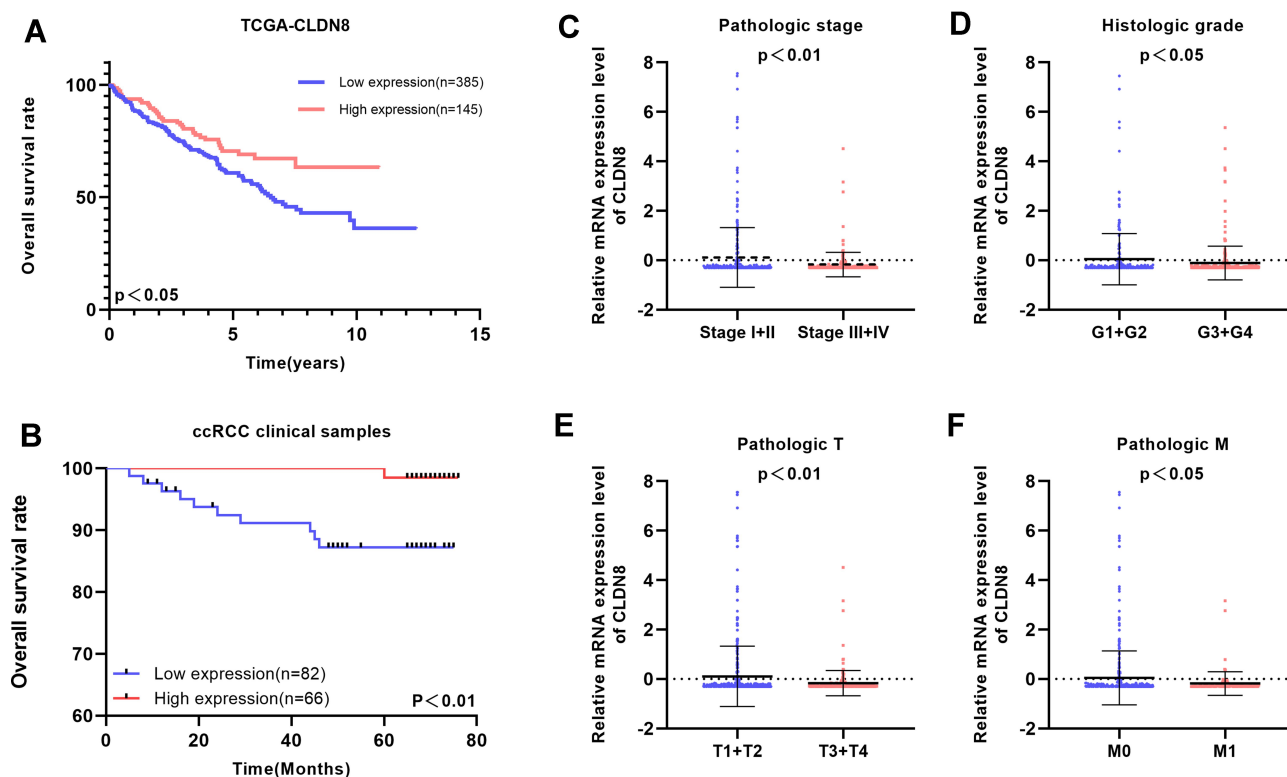 A
TCGA-CLDN8
Overall survival rate
100
50
0
Low expression(n=385)
High expression(n=145)
p<0.05
0 5 10 15
Time(years)
B
ccRCC clinical samples
Overall survival rate
100
90
80
70
60
Low expression(n=82)
High expression(n=66)
P<0.01
0 20 40 60 80
Time(Months)
C
Pathologic stage
p<0.01
Relative mRNA expression level
of CLDN8
8
6
4
2
0
-2
Stage I+II Stage III+IV
D
Histologic grade
p<0.05
Relative mRNA expression level
of CLDN8
8
6
4
2
0
-2
G1+G2 G3+G4
E
Pathologic T
p<0.01
Relative mRNA expression level
of CLDN8
8
6
4
2
0
-2
T1+T2 T3+T4
F
Pathologic M
p<0.05
Relative mRNA expression level
of CLDN8
8
6
4
2
0
-2
M0 M1